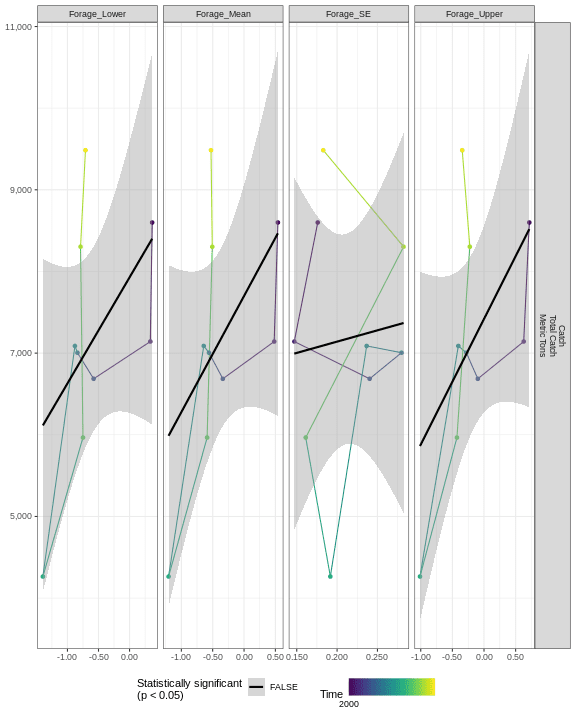 Forage_Lower
Forage_Mean
Forage_SE
Forage_Upper
11,000
9,000
7,000
5,000
Catch
Total Catch
Metric Tons
-1.00
-0.50
0.00
-1.00
-0.50
0.00
0.50
0.150
0.200
0.250
-1.00
-0.50
0.00
0.50
Statistically significant
(p < 0.05)
FALSE
Time
2000